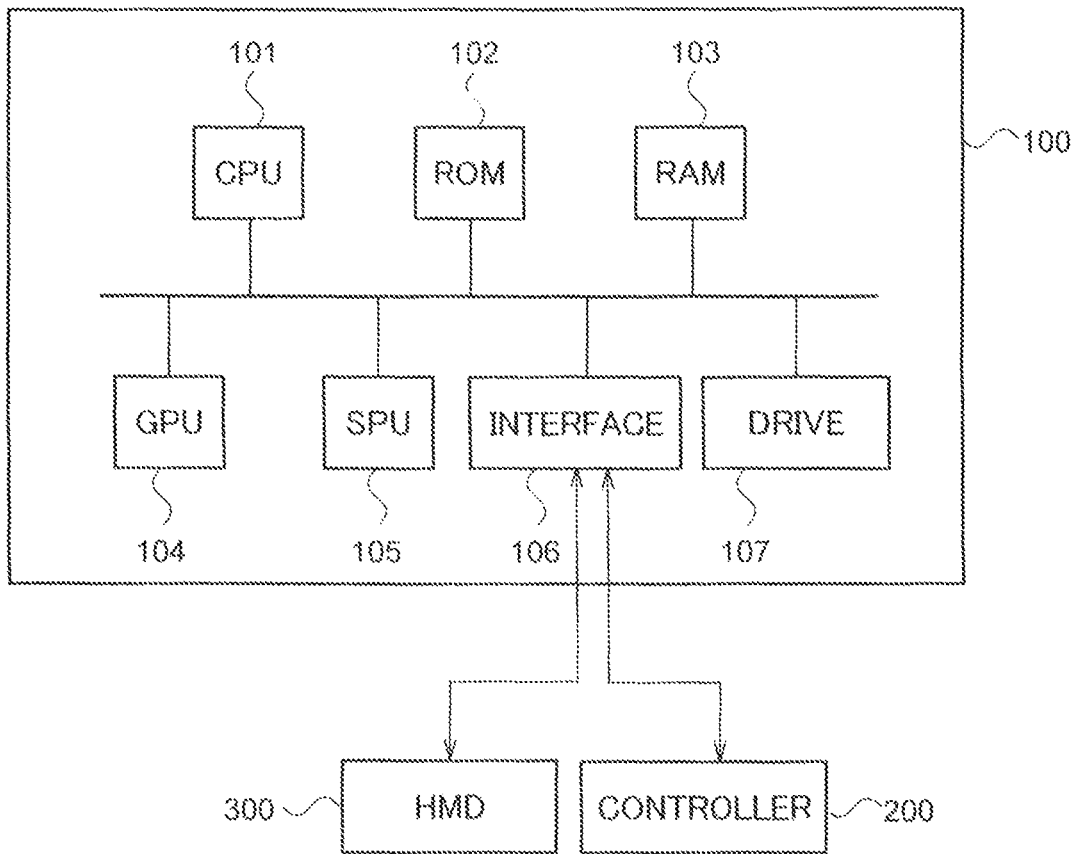 101
102
103
100
CPU
ROM
RAM
GPU
SPU
INTERFACE
DRIVE
104
105
106
107
300
HMD
CONTROLLER
200